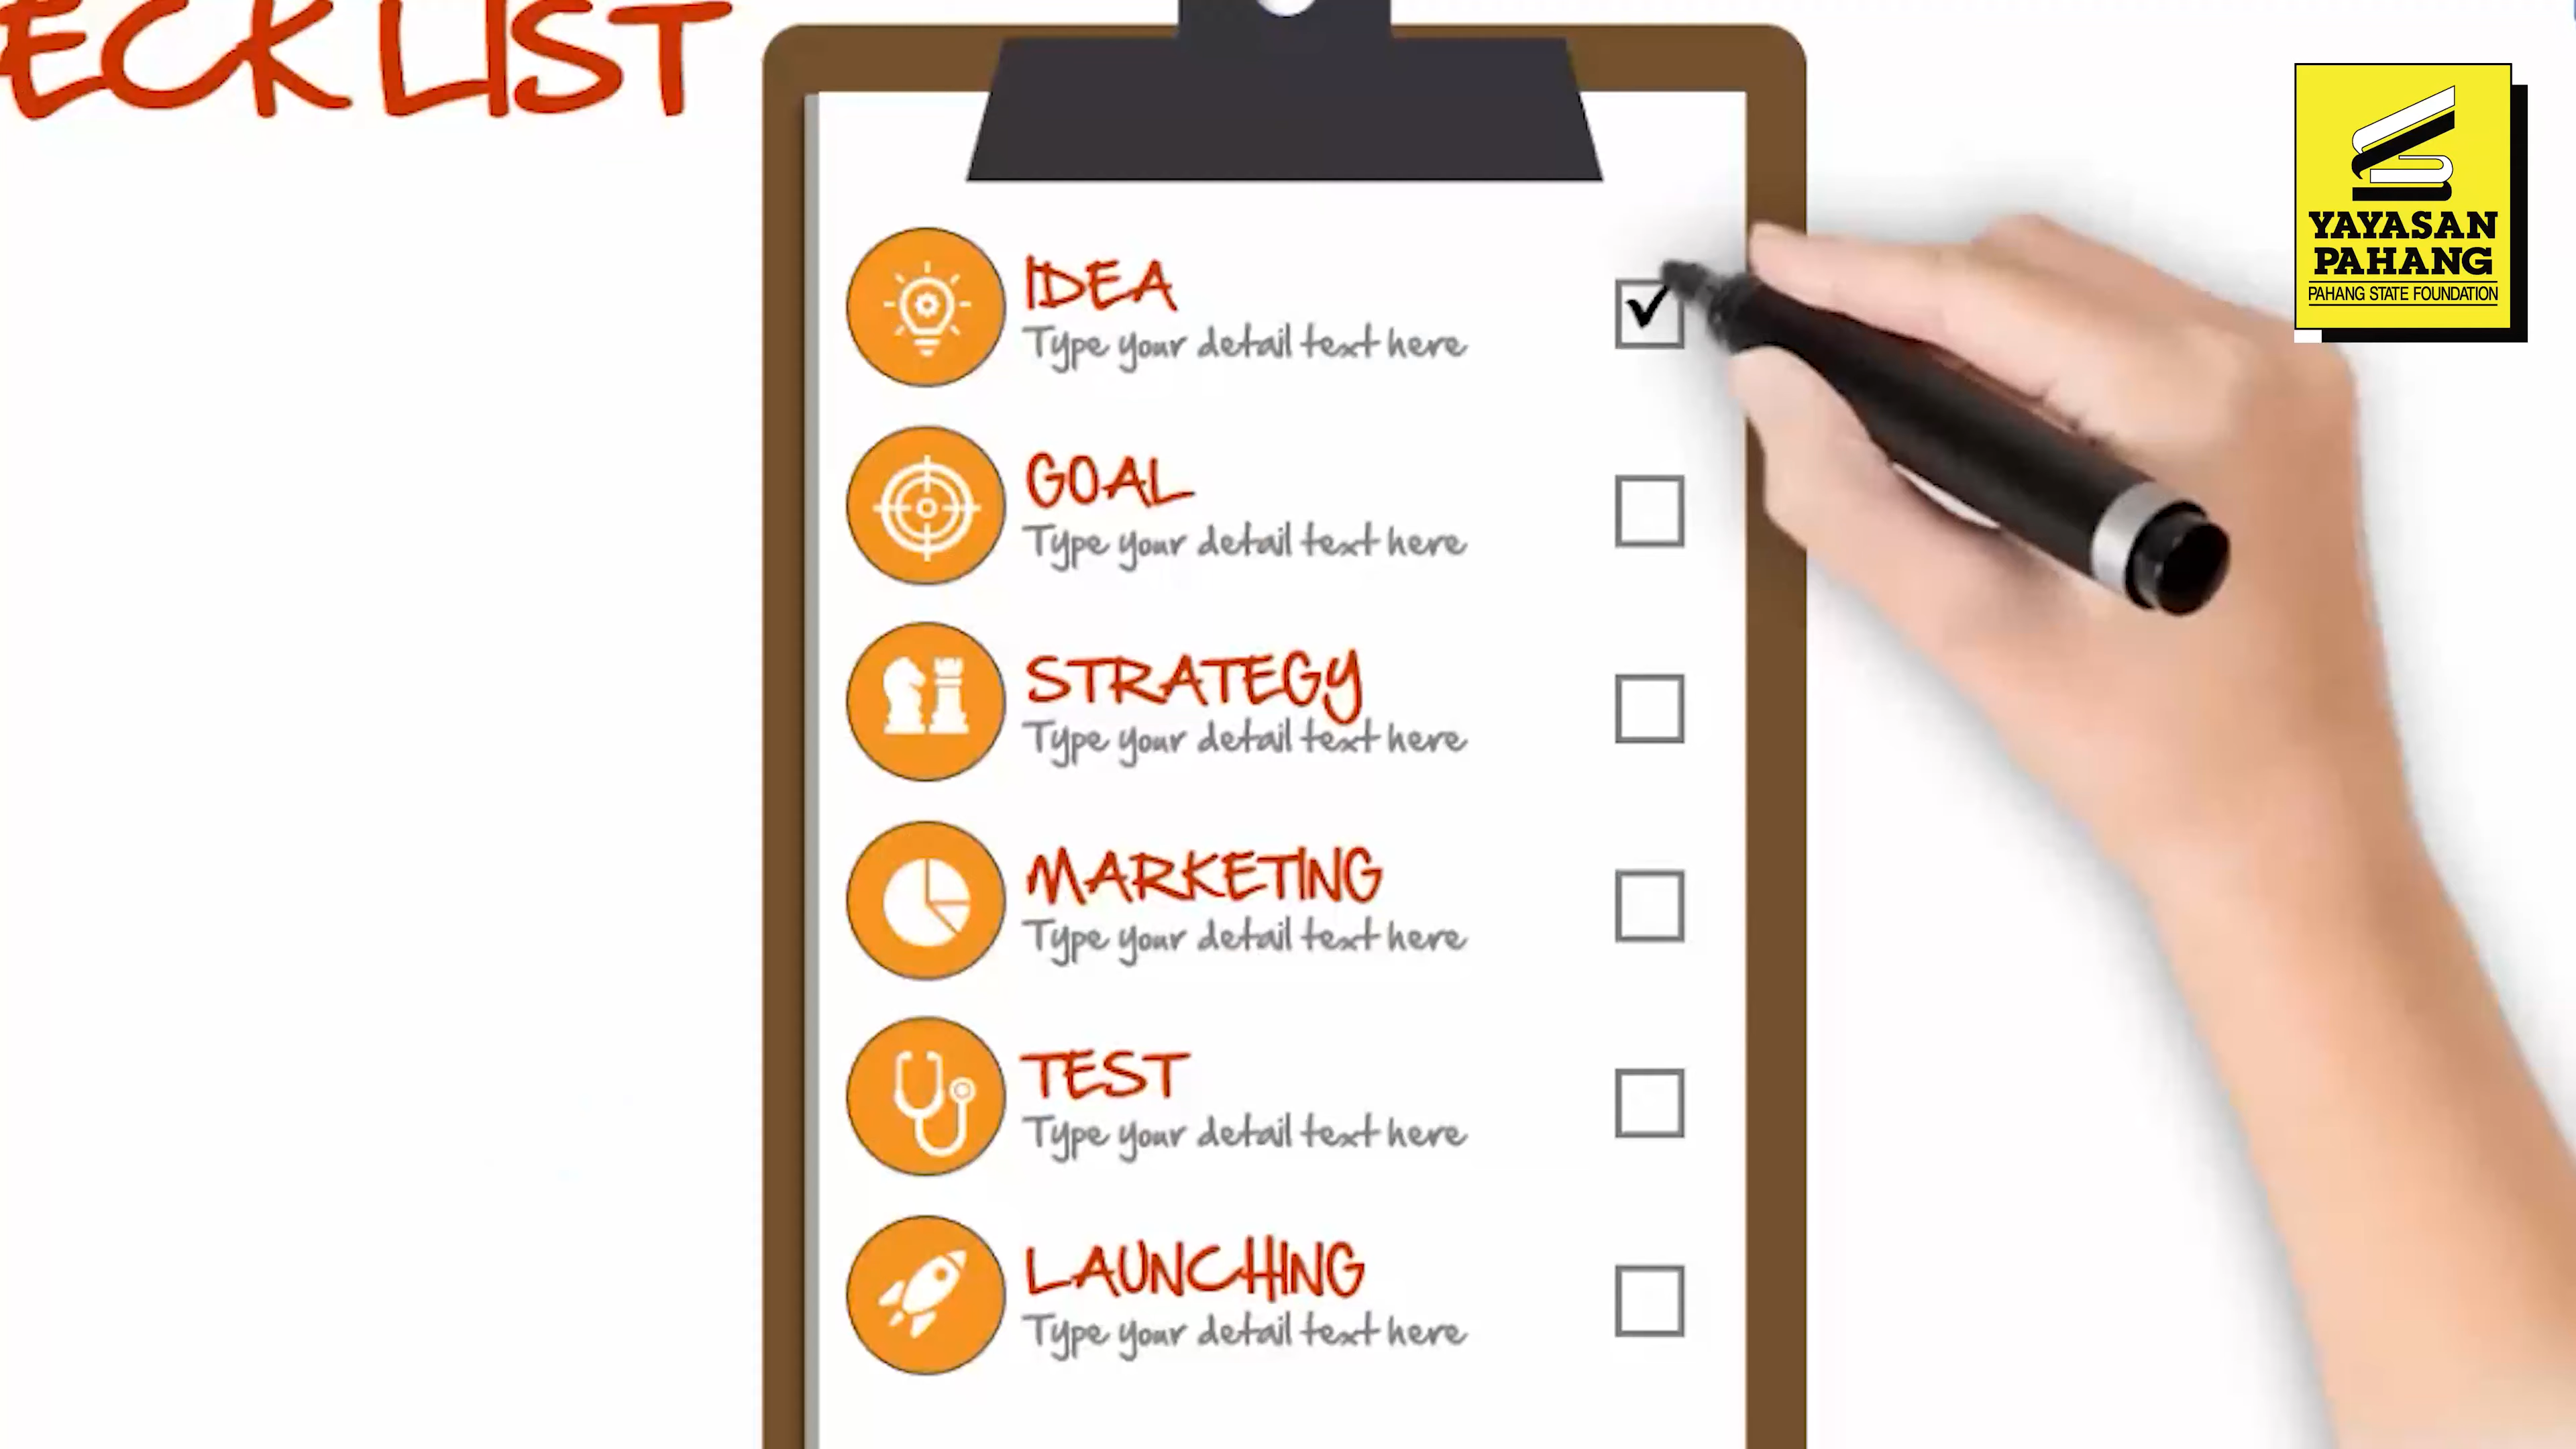 ECKLIST
YAYASAN
PAHANG
PAHANG STATE FOUNDATION
IDEA
Type your detail text here
GOAL
Type your detail text here
STRATEGY
Type your detail text here
MARKETING
Type your detail text here
TEST
Type your detail text here
LAUNCHING
Type your detail text here